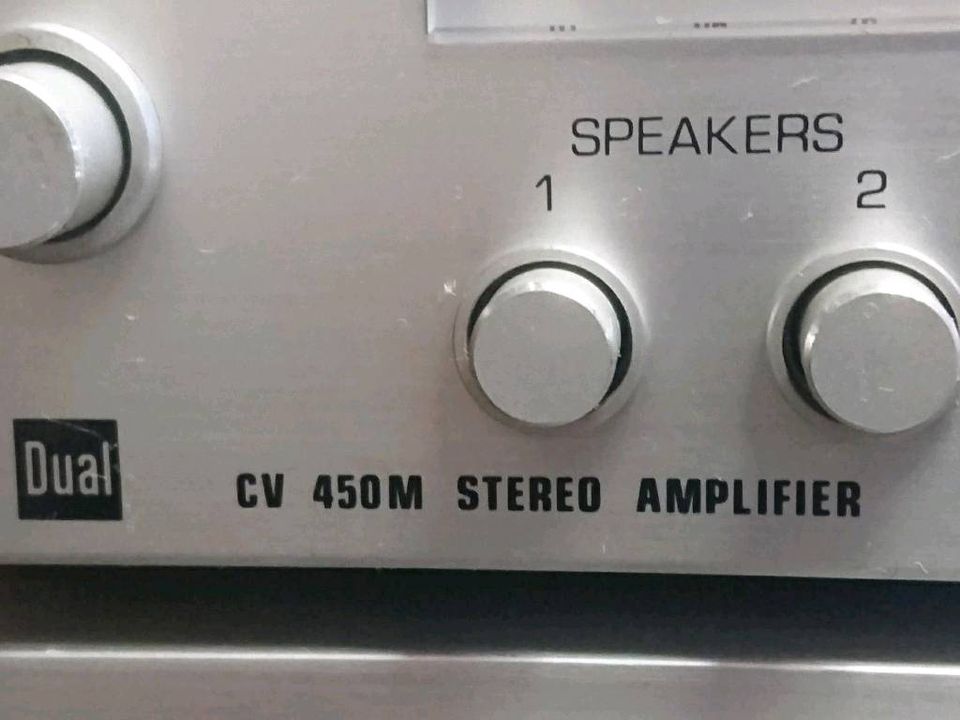 SPEAKERS
1 2
Dual
CV 450M STEREO AMPLIFIER